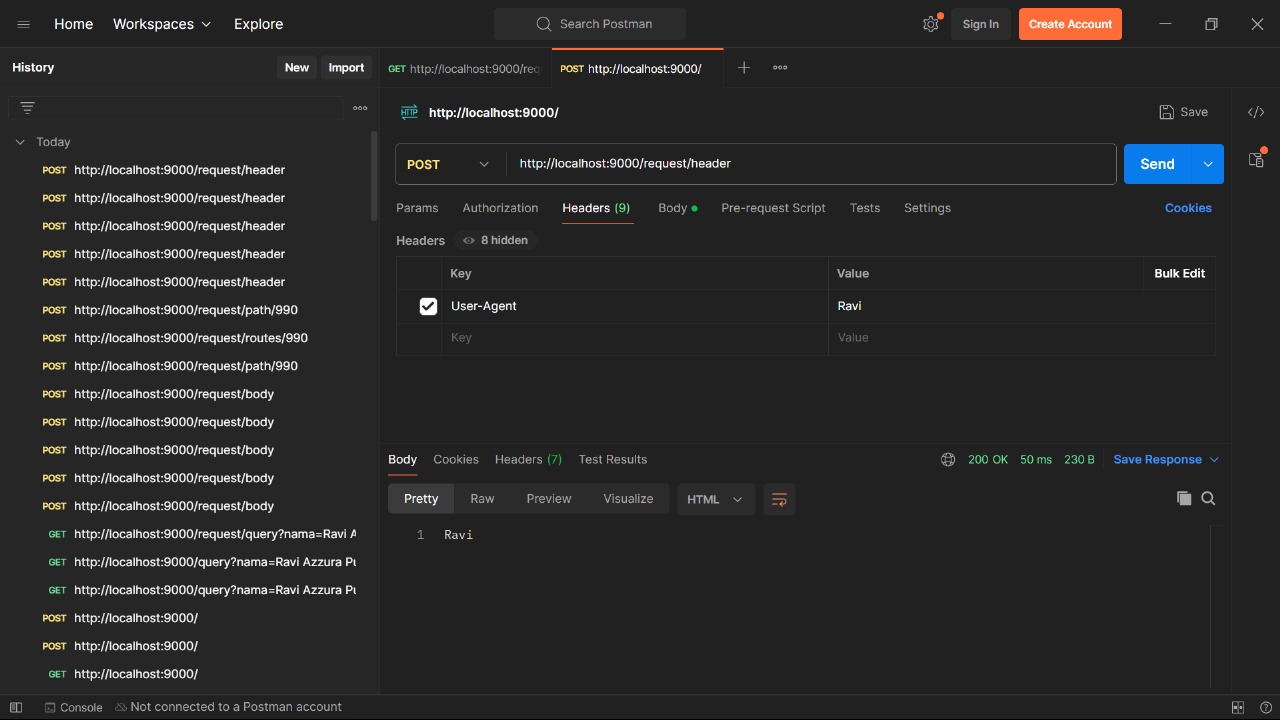 Home Workspaces Explore Search Postman Sign In Create Account
History New Import
GET http://localhost:9000/req POST http://localhost:9000/
HTTP http://localhost:9000/ Save
Today
POST http://localhost:9000/request/header
POST http://localhost:9000/request/header
POST http://localhost:9000/request/header
POST http://localhost:9000/request/header
POST http://localhost:9000/request/header
POST http://localhost:9000/request/path/990
POST http://localhost:9000/request/routes/990
POST http://localhost:9000/request/path/990
POST http://localhost:9000/request/body
POST http://localhost:9000/request/body
POST http://localhost:9000/request/body
POST http://localhost:9000/request/body
POST http://localhost:9000/request/body
GET http://localhost:9000/request/query?nama=Ravi A
GET http://localhost:9000/query?nama=Ravi Azzura Pu
GET http://localhost:9000/query?nama=Ravi Azzura Pu
POST http://localhost:9000/
POST http://localhost:9000/
GET http://localhost:9000/
POST http://localhost:9000/request/header Send
Params Authorization Headers (9) Body Pre-request Script Tests Settings Cookies
Headers 8 hidden
Key Value Bulk Edit
User-Agent Ravi
Key Value
Body Cookies Headers (7) Test Results 200 OK 50 ms 230 B Save Response
Pretty Raw Preview Visualize HTML
1 Ravi
Console Not connected to a Postman account